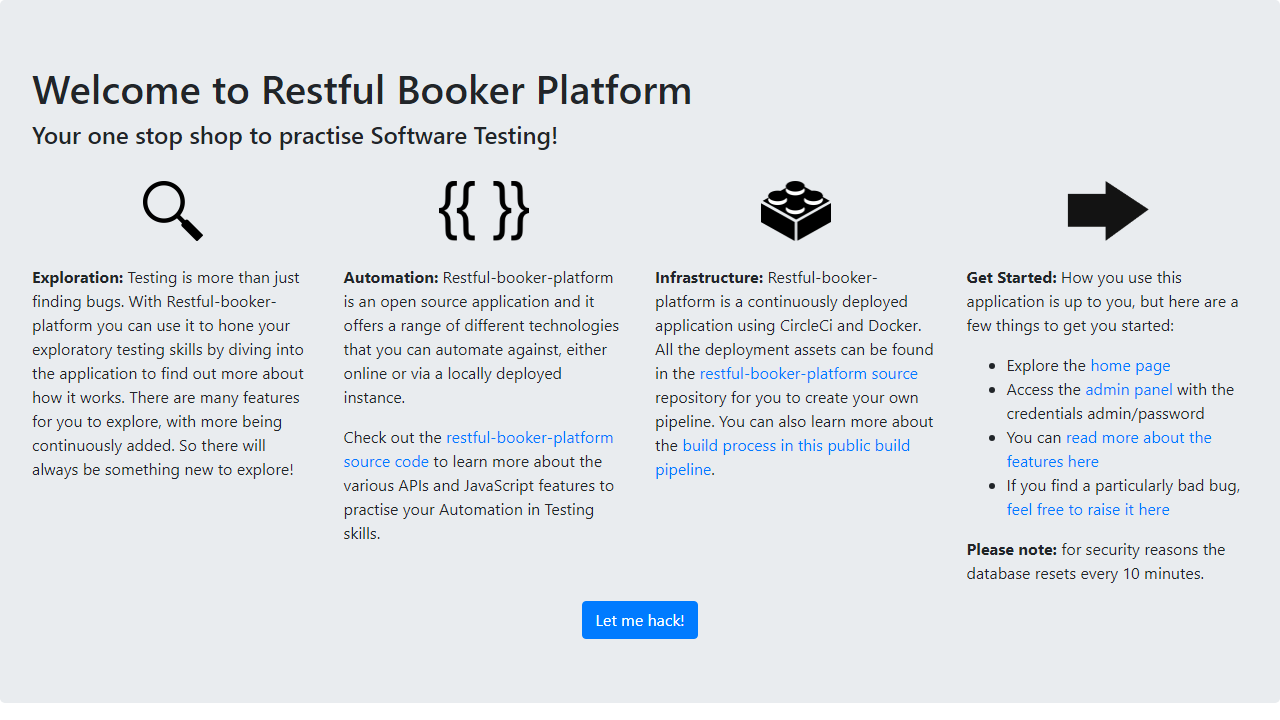 Welcome to Restful Booker Platform
Your one stop shop to practise Software Testing!
{{ }}
Exploration: Testing is more than just
finding bugs. With Restful-booker-
platform you can use it to hone your
exploratory testing skills by diving into
the application to find out more about
how it works. There are many features
for you to explore, with more being
continuously added. So there will
always be something new to explore!
Automation: Restful-booker-platform
is an open source application and it
offers a range of different technologies
that you can automate against, either
online or via a locally deployed
instance.
Check out the restful-booker-platform
source code to learn more about the
various APIs and JavaScript features to
practise your Automation in Testing
skills.
Infrastructure: Restful-booker-
platform is a continuously deployed
application using CircleCi and Docker.
All the deployment assets can be found
in the restful-booker-platform source
repository for you to create your own
pipeline. You can also learn more about
the build process in this public build
pipeline.
Get Started: How you use this
application is up to you, but here are a
few things to get you started:
• Explore the home page
• Access the admin panel with the
credentials admin/password
• You can read more about the
features here
• If you find a particularly bad bug,
feel free to raise it here
Please note: for security reasons the
database resets every 10 minutes.
Let me hack!